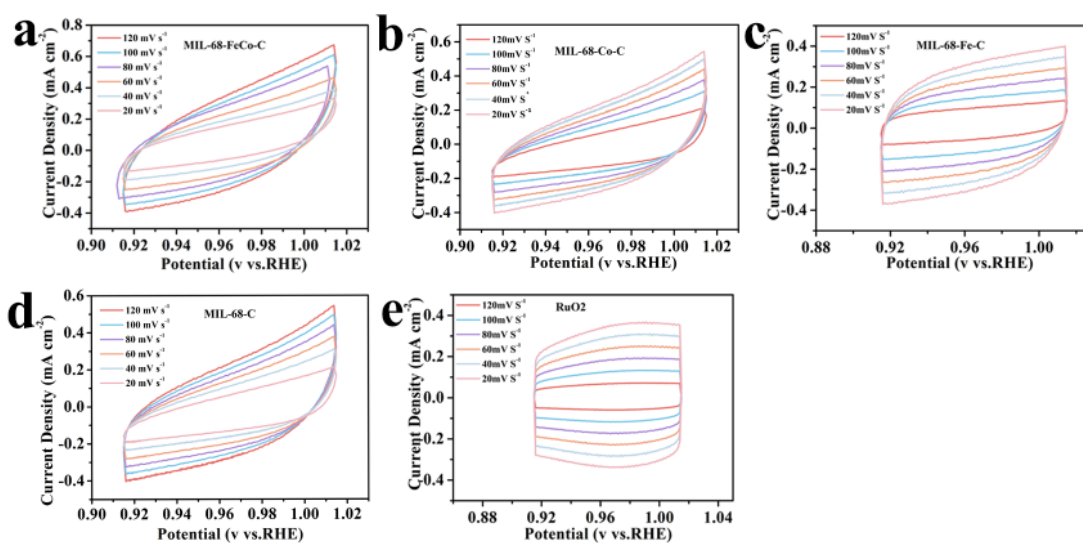 a
MIL-68-FeCo-C
120 mV s⁻¹
100 mV s⁻¹
80 mV s⁻¹
60 mV s⁻¹
40 mV s⁻¹
20 mV s⁻¹
Current Density (mA cm⁻²)
0.8
0.6
0.4
0.2
0.0
-0.2
-0.4
0.90 0.92 0.94 0.96 0.98 1.00 1.02
Potential (v vs.RHE)
b
MIL-68-Co-C
120 mV S⁻¹
100mV S⁻¹
80mV S⁻¹
60mV S⁻¹
40mV S⁻
20mV S⁻¹
Current Density (mA cm⁻²)
0.6
0.4
0.2
0.0
-0.2
-0.4
0.90 0.92 0.94 0.96 0.98 1.00 1.02
Potential (v vs.RHE)
c
MIL-68-Fe-C
120mV S⁻¹
100mV S⁻¹
80mV S⁻¹
60mV S⁻¹
40mV S⁻¹
20mV S⁻¹
Current Density (mA cm⁻²)
0.4
0.2
0.0
-0.2
-0.4
0.88 0.92 0.96 1.00
Potential (v vs.RHE)
d
MIL-68-C
120 mV s⁻¹
100 mV s⁻¹
80 mV s⁻¹
60 mV s⁻¹
40 mV s⁻¹
20 mV s⁻¹
Current Density (mA cm⁻²)
0.6
0.4
0.2
0.0
-0.2
-0.4
0.90 0.92 0.94 0.96 0.98 1.00 1.02
Potential (v vs.RHE)
e
RuO2
120mV S⁻¹
100mV S⁻¹
80mV S⁻¹
60mV S⁻¹
40mV S⁻¹
20mV S⁻¹
Current Density (mA cm⁻²)
0.4
0.2
0.0
-0.2
-0.4
0.88 0.92 0.96 1.00 1.04
Potential (v vs.RHE)